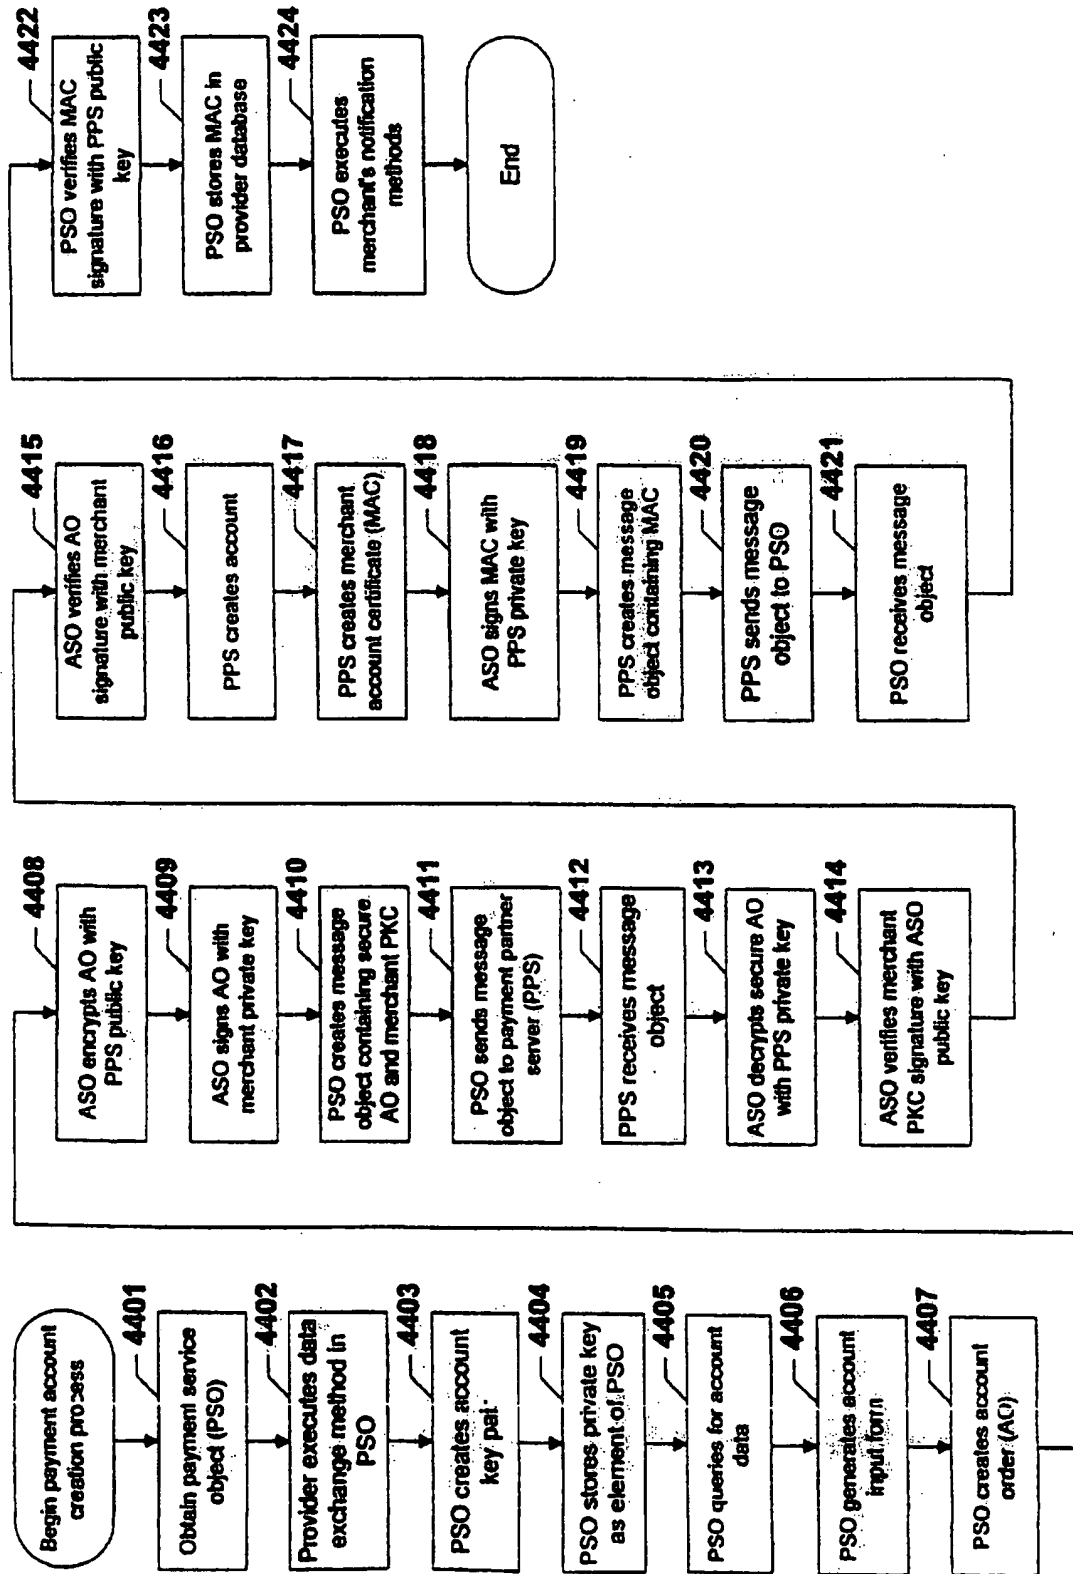 Begin payment account
creation process
4401
Obtain payment service
object (PSO)
4402
Provider executes data
exchange method in
PSO
4403
PSO creates account
key pair
4404
PSO stores private key
as element of PSO
4405
PSO queries for account
data
4406
PSO generates account
input form
4407
PSO creates account
order (AO)
4408
ASO encrypts AO with
PPS public key
4409
ASO signs AO with
merchant private key
4410
PSO creates message
object containing secure
AO and merchant PKC
4411
PSO sends message
object to payment partner
server (PPS)
4412
PPS receives message
object
4413
ASO decrypts secure AO
with PPS private key
4414
ASO verifies merchant
PKC signature with ASO
public key
4415
ASO verifies AO
signature with merchant
public key
4416
PPS creates account
4417
PPS creates merchant
account certificate (MAC)
4418
ASO signs MAC with
PPS private key
4419
PPS creates message
object containing MAC
4420
PPS sends message
object to PSO
4421
PSO receives message
object
4422
PSO verifies MAC
signature with PPS public
key
4423
PSO stores MAC in
provider database
4424
PSO executes
merchant's notification
methods
End